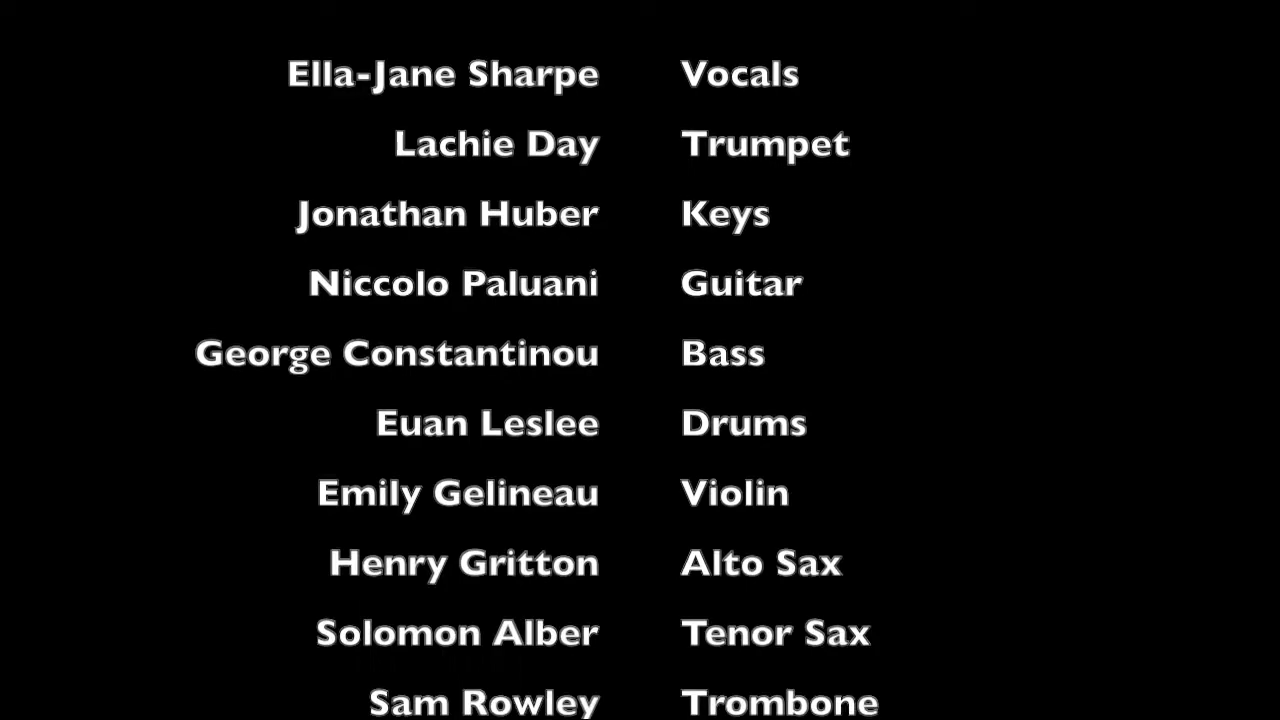 Ella-Jane Sharpe Vocals
Lachie Day Trumpet
Jonathan Huber Keys
Niccolo Paluani Guitar
George Constantinou Bass
Euan Leslee Drums
Emily Gelineau Violin
Henry Gritton Alto Sax
Solomon Alber Tenor Sax
Sam Rowley Trombone